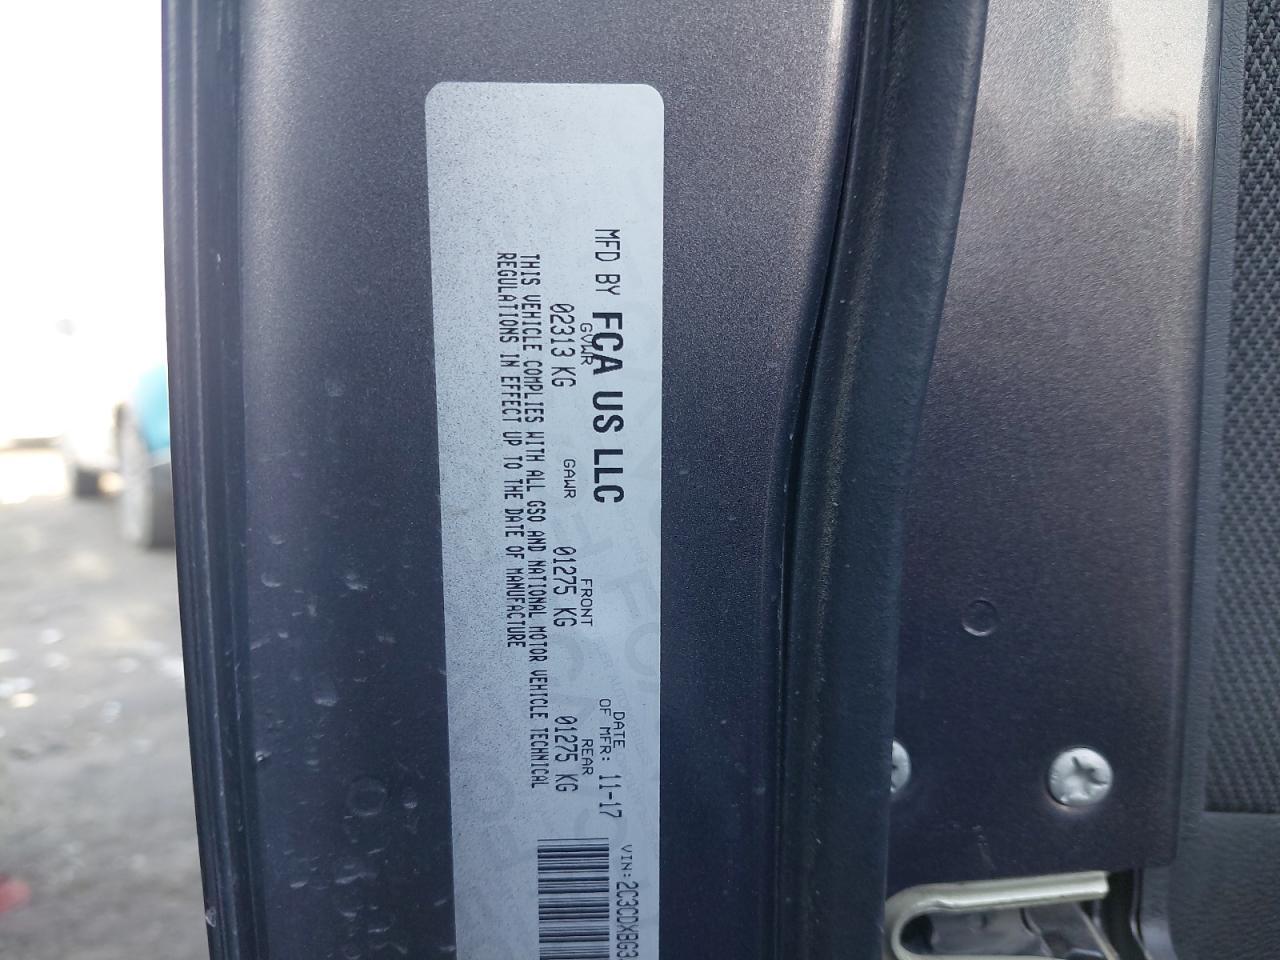 MFD BY FCA US LLC
DATE
OF MFR: 11-17
VIN: 2C3CDXBG3
GVWR
02313 KG
GAWR
FRONT
01275 KG
REAR
01275 KG
THIS VEHICLE COMPLIES WITH ALL GSO AND NATIONAL MOTOR VEHICLE TECHNICAL
REGULATIONS IN EFFECT UP TO THE DATE OF MANUFACTURE